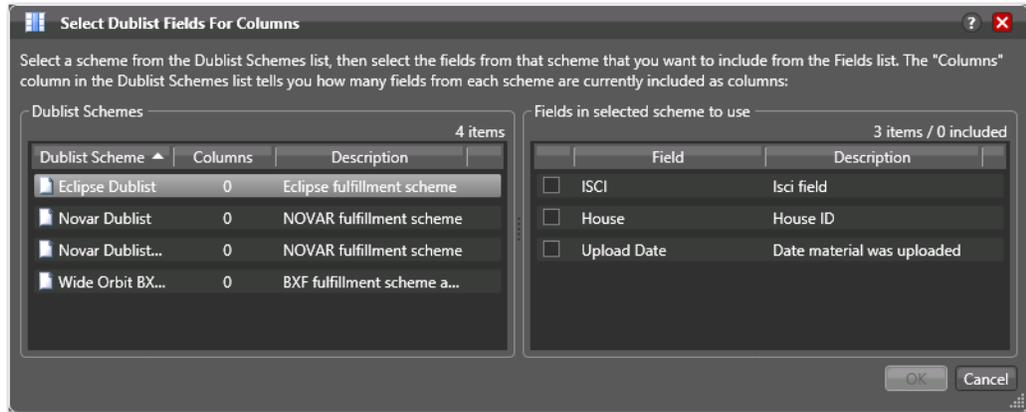 Select Dublist Fields For Columns
?
Select a scheme from the Dublist Schemes list, then select the fields from that scheme that you want to include from the Fields list. The "Columns"
column in the Dublist Schemes list tells you how many fields from each scheme are currently included as columns:
Dublist Schemes
4 items
Dublist Scheme Columns Description
Eclipse Dublist 0 Eclipse fulfillment scheme
Novar Dublist 0 NOVAR fulfillment scheme
Novar Dublist... 0 NOVAR fulfillment scheme
Wide Orbit BX... 0 BXF fulfillment scheme a...
Fields in selected scheme to use
3 items / 0 included
Field Description
ISCI Isci field
House House ID
Upload Date Date material was uploaded
OK Cancel